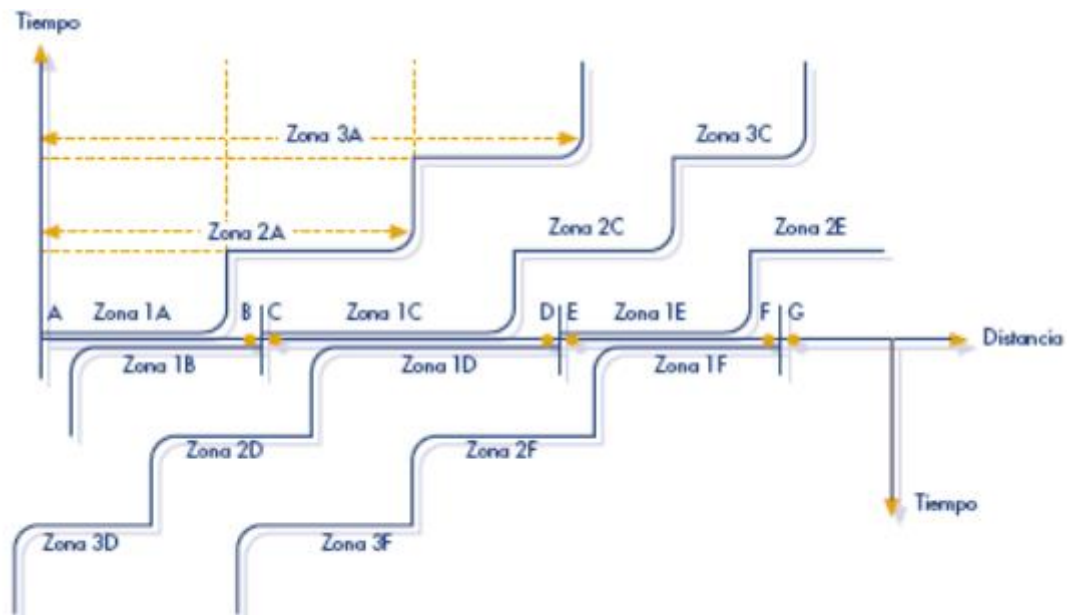 Tiempo
Zona 3A
Zona 3C
Zona 2A
Zona 2C
Zona 2E
A
Zona 1A
B
C
Zona 1C
D
E
Zona 1E
F
G
Distancia
Zona 1B
Zona 1D
Zona 1F
Zona 2D
Zona 2F
Tiempo
Zona 3D
Zona 3F